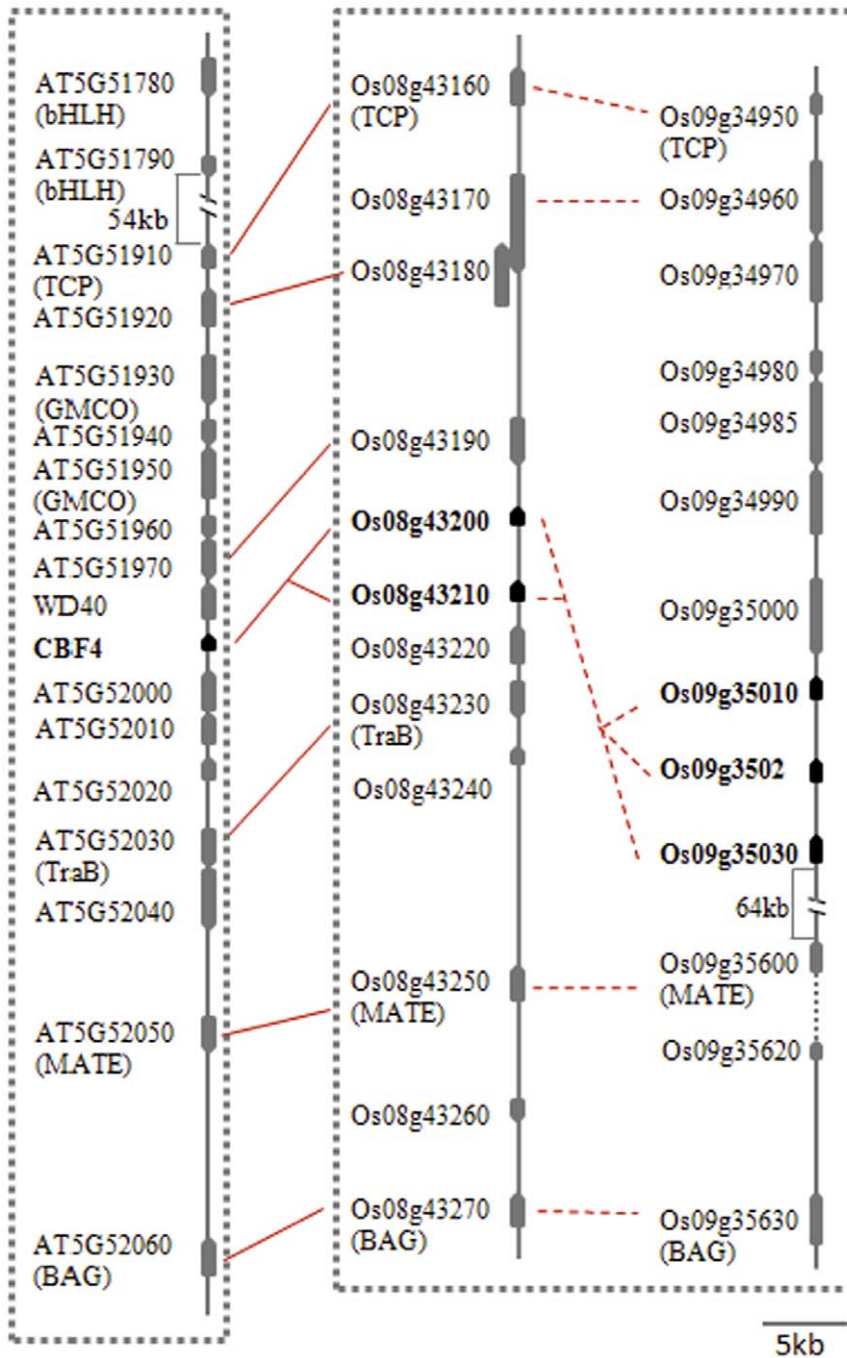 AT5G51780
(bHLH)
AT5G51790
(bHLH)
54kb
AT5G51910
(TCP)
AT5G51920
AT5G51930
(GMCO)
AT5G51940
AT5G51950
(GMCO)
AT5G51960
AT5G51970
WD40
CBF4
AT5G52000
AT5G52010
AT5G52020
AT5G52030
(TraB)
AT5G52040
AT5G52050
(MATE)
AT5G52060
(BAG)
Os08g43160
(TCP)
Os08g43170
Os08g43180
Os08g43190
Os08g43200
Os08g43210
Os08g43220
Os08g43230
(TraB)
Os08g43240
Os08g43250
(MATE)
Os08g43260
Os08g43270
(BAG)
Os09g34950
(TCP)
Os09g34960
Os09g34970
Os09g34980
Os09g34985
Os09g34990
Os09g35000
Os09g35010
Os09g3502
Os09g35030
64kb
Os09g35600
(MATE)
Os09g35620
Os09g35630
(BAG)
5kb